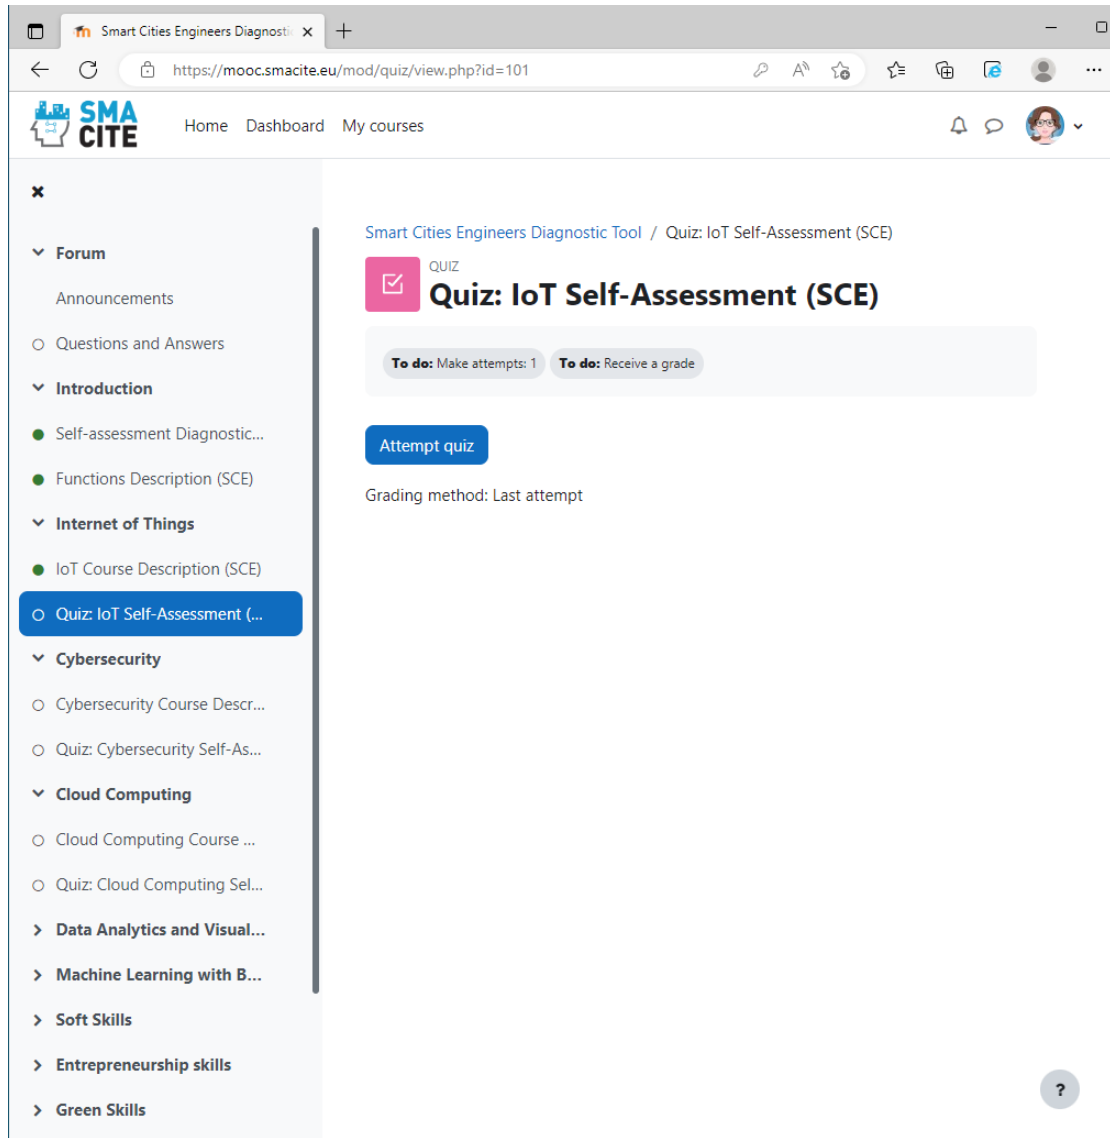 Smart Cities Engineers Diagnostic
https://mooc.smacite.eu/mod/quiz/view.php?id=101
SMA
CITE
Home Dashboard My courses
Forum
Announcements
Questions and Answers
Introduction
Self-assessment Diagnostic...
Functions Description (SCE)
Internet of Things
IoT Course Description (SCE)
Quiz: IoT Self-Assessment (...
Cybersecurity
Cybersecurity Course Descr...
Quiz: Cybersecurity Self-As...
Cloud Computing
Cloud Computing Course ...
Quiz: Cloud Computing Sel...
Data Analytics and Visual...
Machine Learning with B...
Soft Skills
Entrepreneurship skills
Green Skills
Smart Cities Engineers Diagnostic Tool / Quiz: IoT Self-Assessment (SCE)
QUIZ
Quiz: IoT Self-Assessment (SCE)
To do: Make attempts: 1 To do: Receive a grade
Attempt quiz
Grading method: Last attempt
?